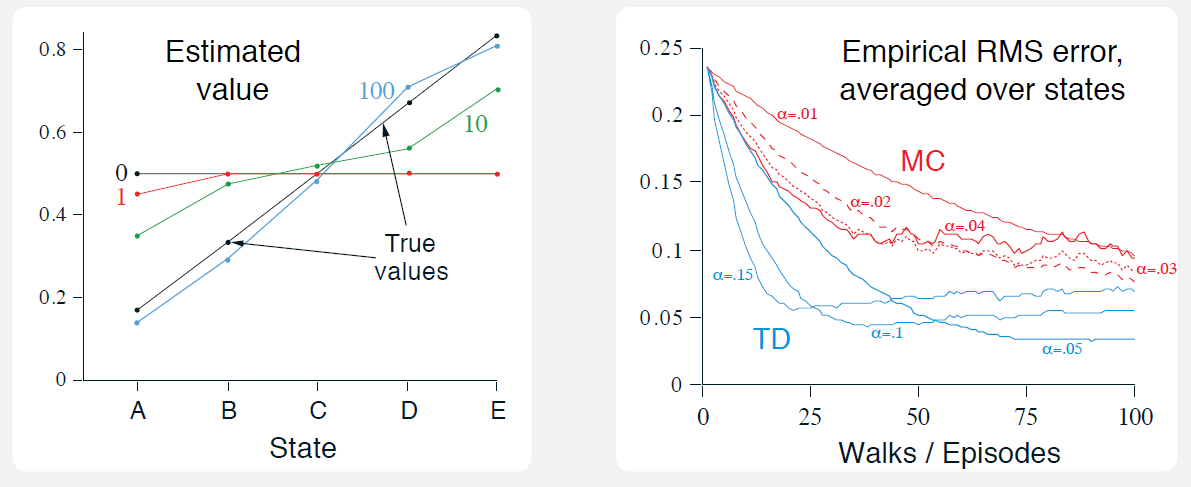 Estimated
value
0.8
0.6
0.4
0.2
0
0
1
100
10
True
values
A B C D E
State
Empirical RMS error,
averaged over states
0.25
0.2
0.15
0.1
0.05
0
α=.01
MC
α=.02
α=.04
α=.03
α=.15
TD
α=.1
α=.05
0 25 50 75 100
Walks / Episodes